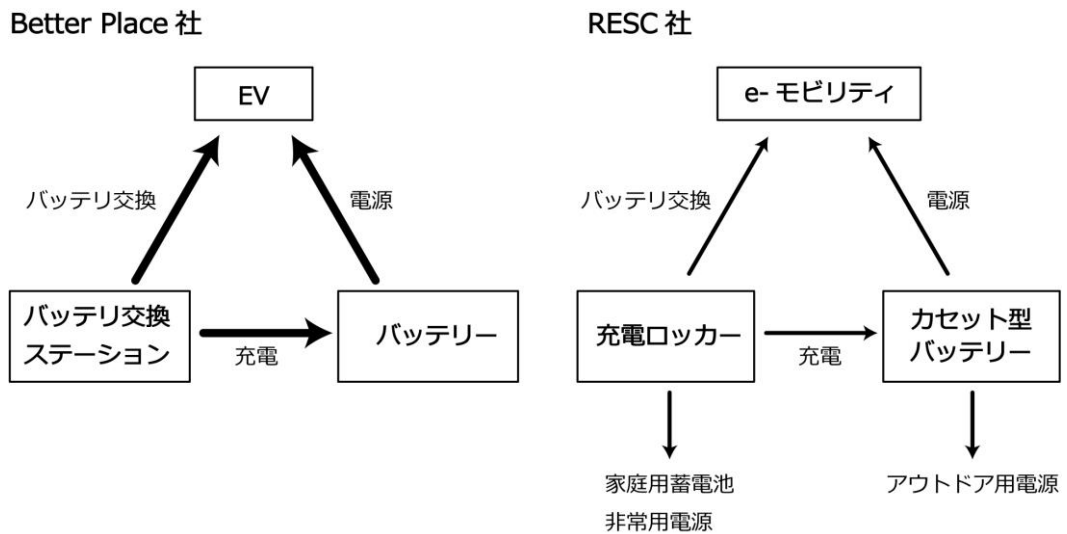 Better Place 社
EV
バッテリ交換
電源
バッテリ交換
ステーション
充電
バッテリー
RESC 社
e- モビリティ
バッテリ交換
電源
充電ロッカー
充電
カセット型
バッテリー
家庭用蓄電池
非常用電源
アウトドア用電源